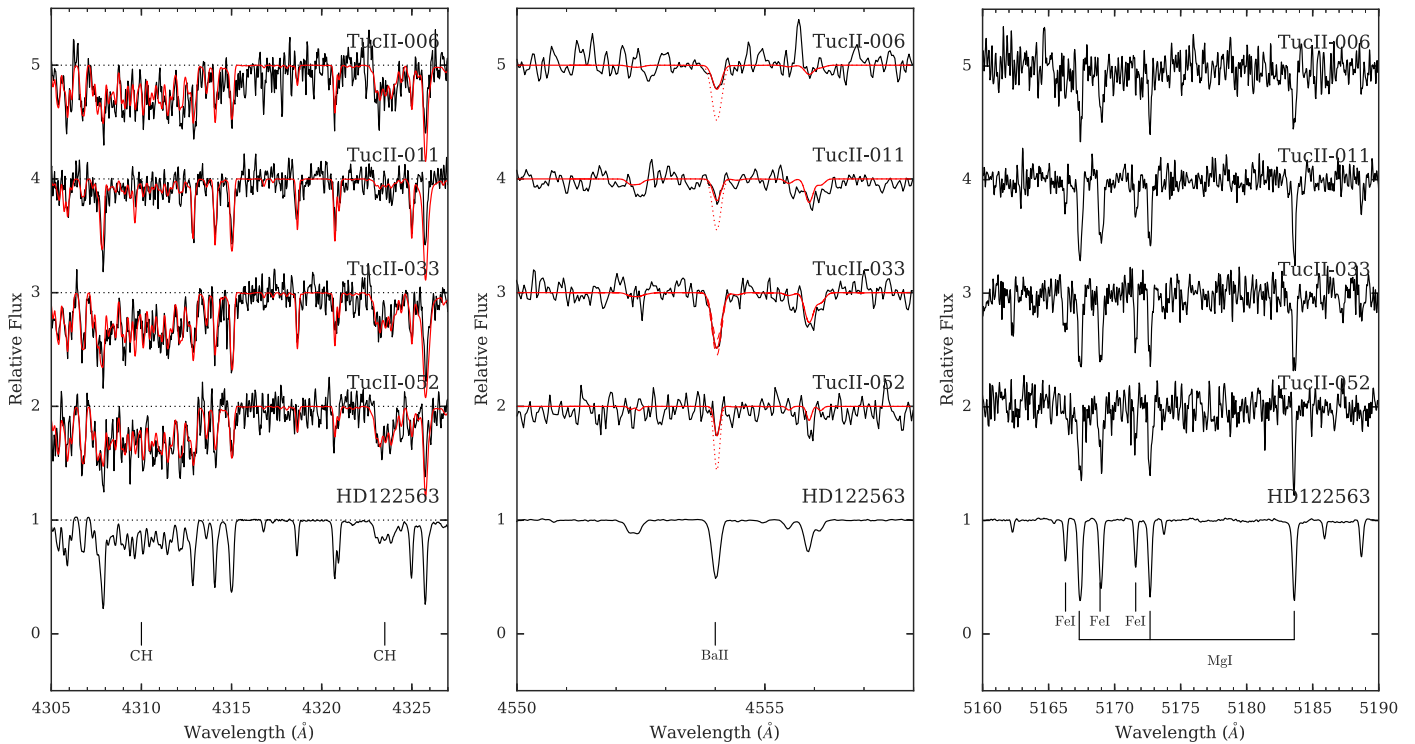 Relative Flux
5
4
3
2
1
0
TucII-006
TucII-011
TucII-033
TucII-052
HD122563
CH
CH
4305
4310
4315
4320
4325
Wavelength (Å)
Relative Flux
5
4
3
2
1
0
TucII-006
TucII-011
TucII-033
TucII-052
HD122563
BaII
4550
4555
Wavelength (Å)
Relative Flux
5
4
3
2
1
0
TucII-006
TucII-011
TucII-033
TucII-052
HD122563
FeI
FeI
FeI
MgI
5160
5165
5170
5175
5180
5185
5190
Wavelength (Å)